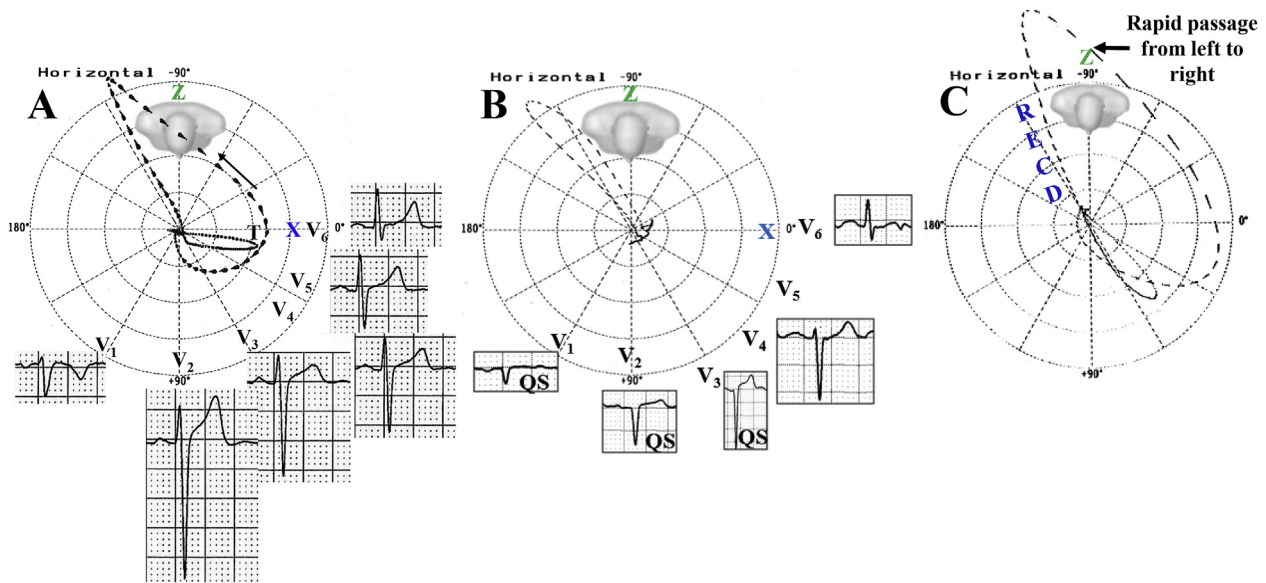 A
Horizontal -90°
Z
180°
T
X V6 0°
V5
V4
V3
V2
V1
+90°
B
Horizontal -90°
Z
180°
X 0° V6
V5
V4
V3
V2
V1
+90°
QS
QS
QS
C
Rapid passage
from left to
right
Horizontal
Z
-90°
R
E
C
D
180°
0°
+90°